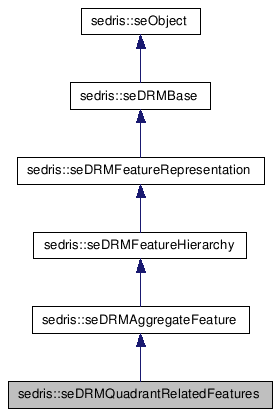 sedris::seObject
sedris::seDRMBase
sedris::seDRMFeatureRepresentation
sedris::seDRMFeatureHierarchy
sedris::seDRMAggregateFeature
sedris::seDRMQuadrantRelatedFeatures